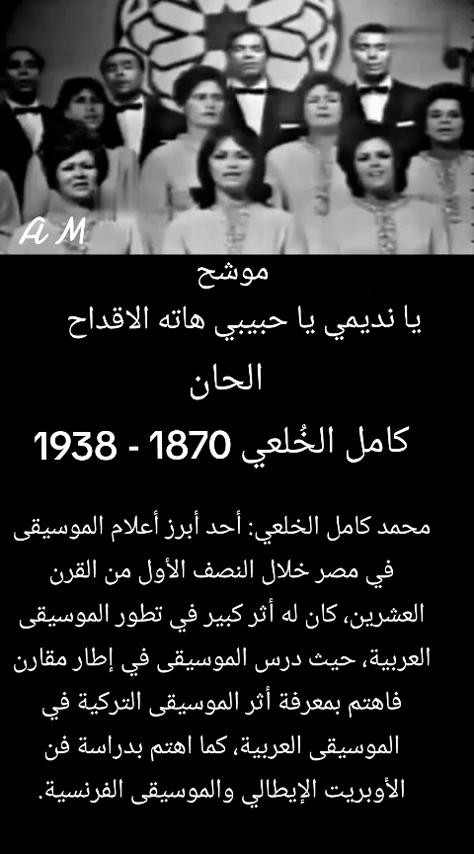 A M
موشح
يا نديمي يا حبيبي هاته الاقداح
الحان
كامل الخُلعي 1870 - 1938
محمد كامل الخلعي: أحد أبرز أعلام الموسيقى
في مصر خلال النصف الأول من القرن
العشرين، كان له أثر كبير في تطور الموسيقى
العربية، حيث درس الموسيقى في إطار مقارن
فاهتم بمعرفة أثر الموسيقى التركية في
الموسيقى العربية، كما اهتم بدراسة فن
الأوبريت الإيطالي والموسيقى الفرنسية.